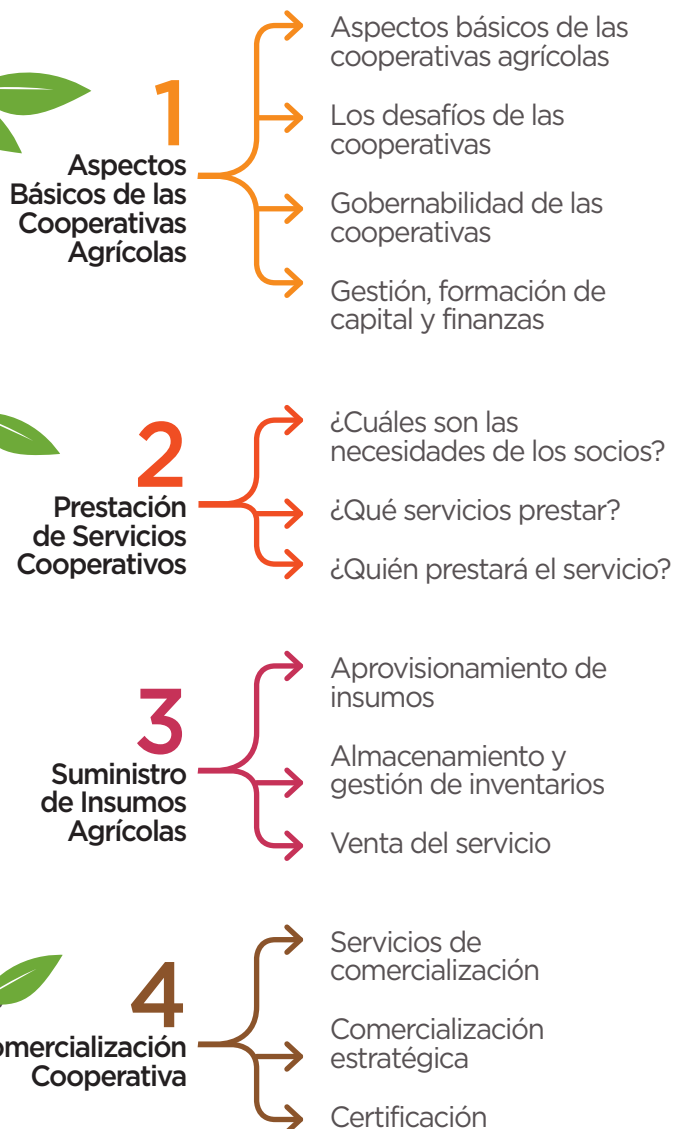 1
Aspectos
Básicos de las
Cooperativas
Agrícolas
Aspectos básicos de las
cooperativas agrícolas
Los desafíos de las
cooperativas
Gobernabilidad de las
cooperativas
Gestión, formación de
capital y finanzas
2
Prestación
de Servicios
Cooperativos
¿Cuáles son las
necesidades de los socios?
¿Qué servicios prestar?
¿Quién prestará el servicio?
3
Suministro
de Insumos
Agrícolas
Aprovisionamiento de
insumos
Almacenamiento y
gestión de inventarios
Venta del servicio
4
omercialización
Cooperativa
Servicios de
comercialización
Comercialización
estratégica
Certificación